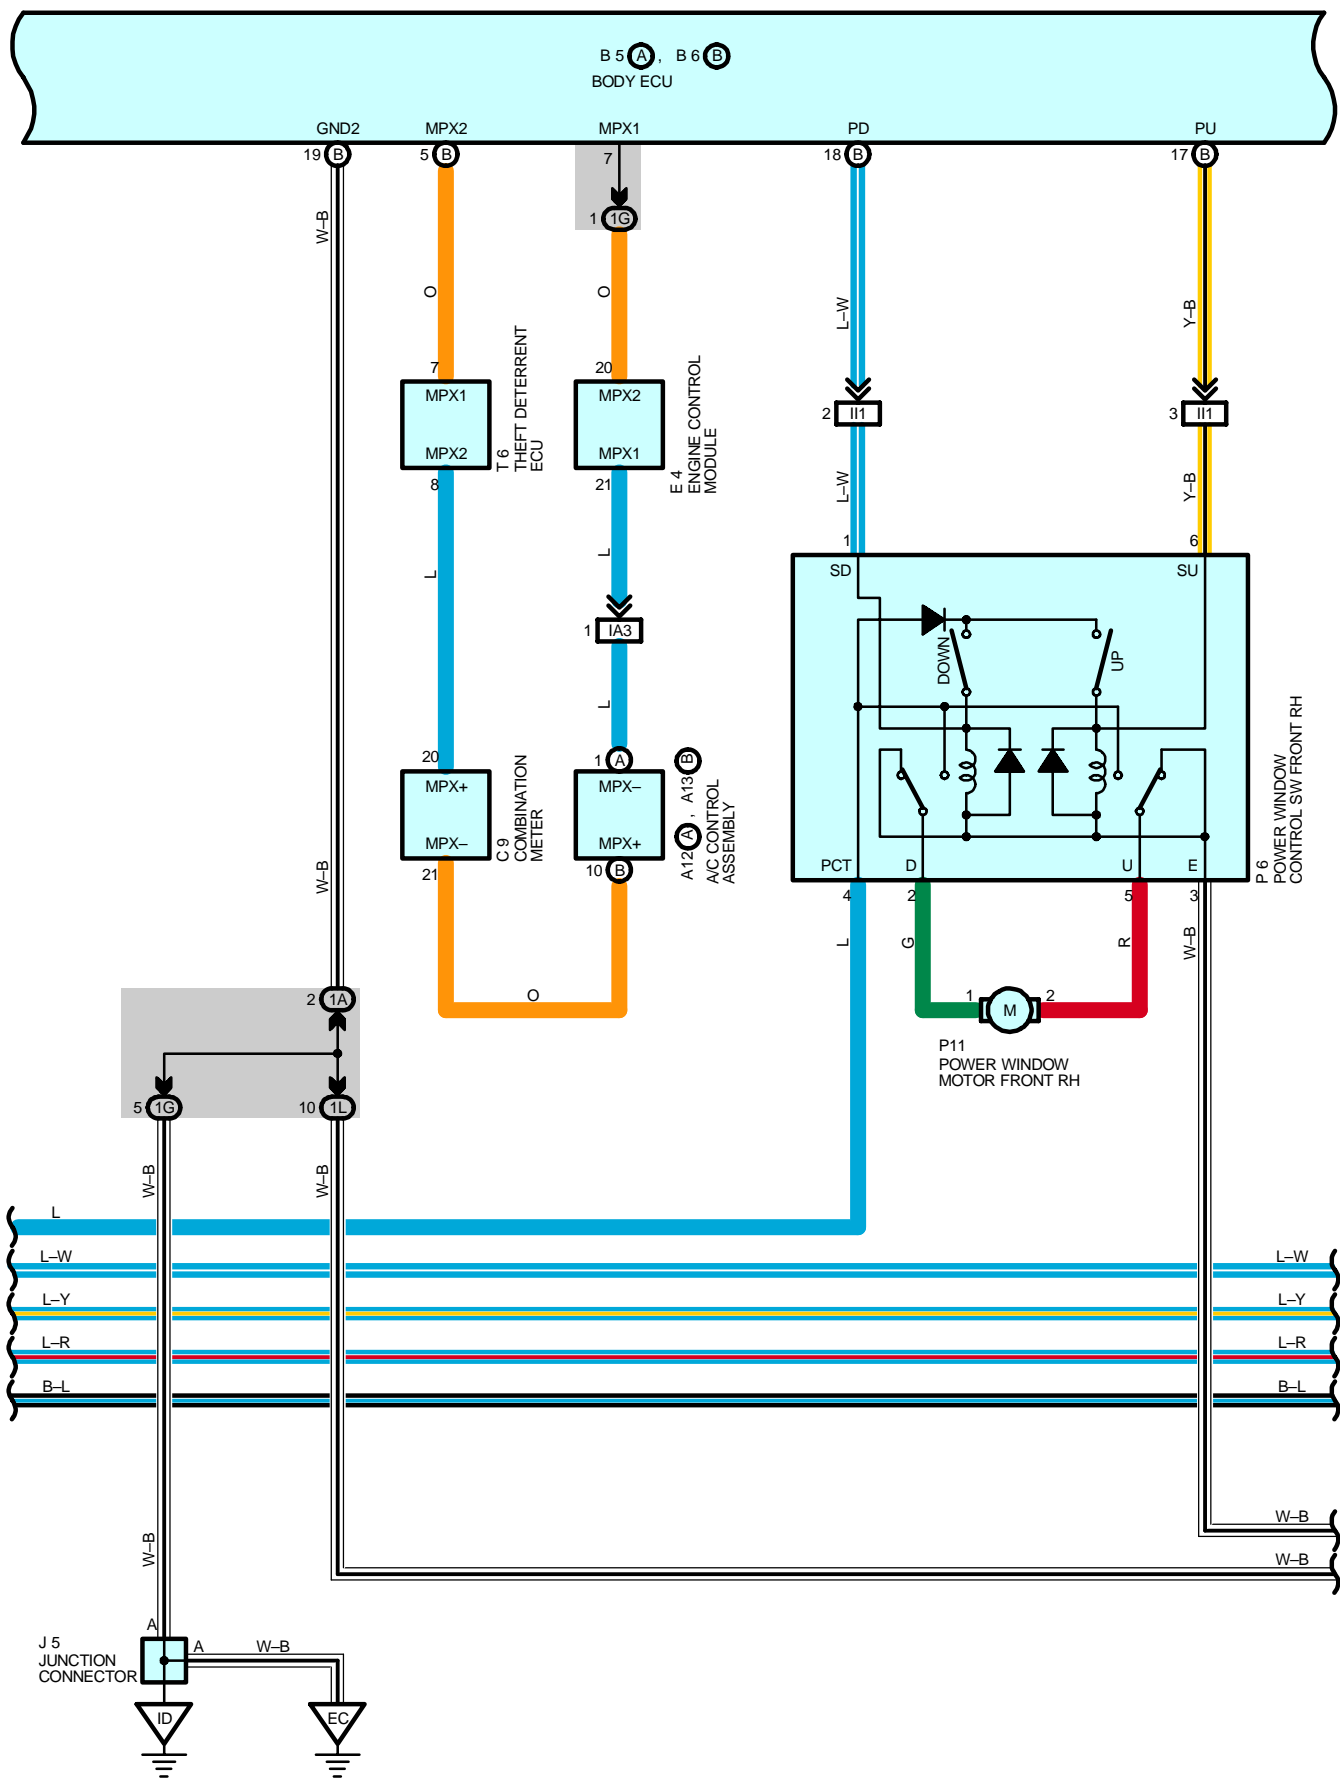 B 5 A , B 6 B
BODY ECU
GND2 MPX2 MPX1 PD PU
19 B 5 B 7 18 B 17 B
1 1G
W–B O O L–W Y–B
7 20 2 II1 3 II1
MPX1 MPX2
MPX2 MPX1
8 21
T 6
THEFT DETERRENT
ECU
E 4
ENGINE CONTROL
MODULE
L–W Y–B
1 6
L L
1 IA3
L
SD SU
DOWN UP
PCT D U E
P 6
POWER WINDOW
CONTROL SW FRONT RH
20 1 A
MPX+ MPX–
MPX– MPX+
21 10 B
C 9
COMBINATION
METER
A12 A , A13 B
A/C CONTROL
ASSEMBLY
4 2 5 3
W–B
L G R W–B
O
1 M 2
P11
POWER WINDOW
MOTOR FRONT RH
2 1A
5 1G 10 1L
W–B W–B
L
L–W L–W
L–Y L–Y
L–R L–R
B–L B–L
W–B
W–B
W–B
A
J 5
JUNCTION
CONNECTOR
A W–B
ID EC